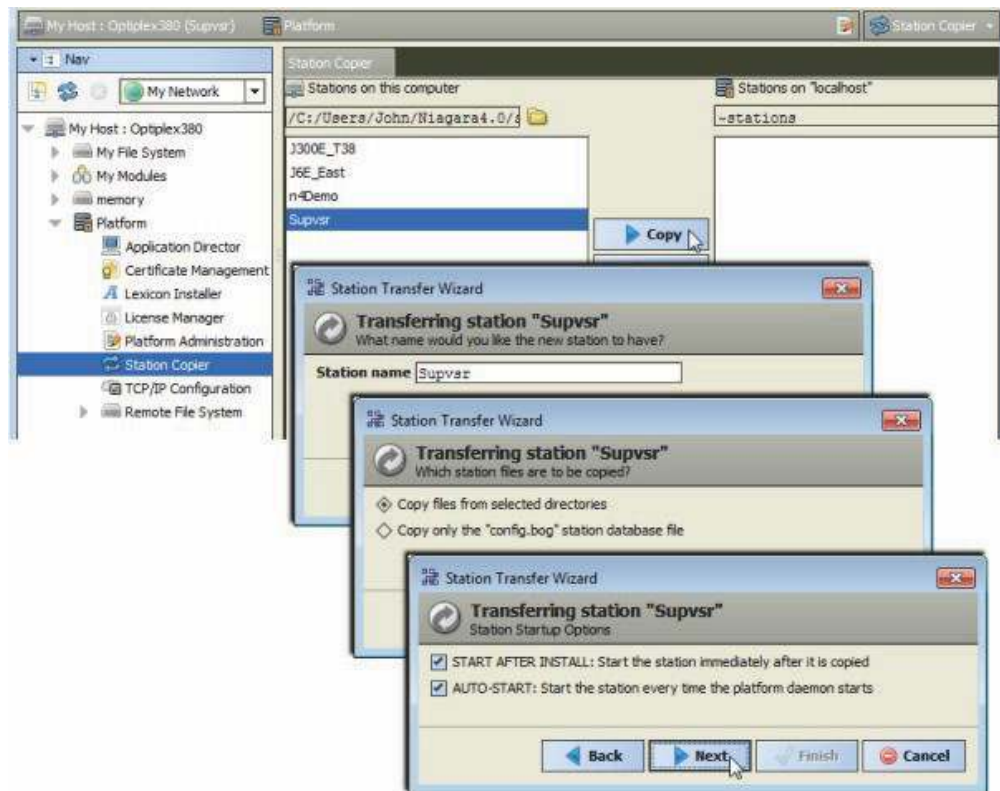 My Host : Optiplex380 (Supvsr)
Platform
Station Copier
Nav
My Network
My Host : Optiplex380
My File System
My Modules
memory
Platform
Application Director
Certificate Management
Lexicon Installer
License Manager
Platform Administration
Station Copier
TCP/IP Configuration
Remote File System
Station Copier
Stations on this computer
/C:/Users/John/Niagara4.0/
J300E_T38
J6E_East
n4Demo
Supvsr
Copy
Stations on "localhost"
~stations
Station Transfer Wizard
Transferring station "Supvsr"
What name would you like the new station to have?
Station name Supvsr
Station Transfer Wizard
Transferring station "Supvsr"
Which station files are to be copied?
Copy files from selected directories
Copy only the "config.bog" station database file
Station Transfer Wizard
Transferring station "Supvsr"
Station Startup Options
START AFTER INSTALL: Start the station immediately after it is copied
AUTO-START: Start the station every time the platform daemon starts
Back
Next
Finish
Cancel